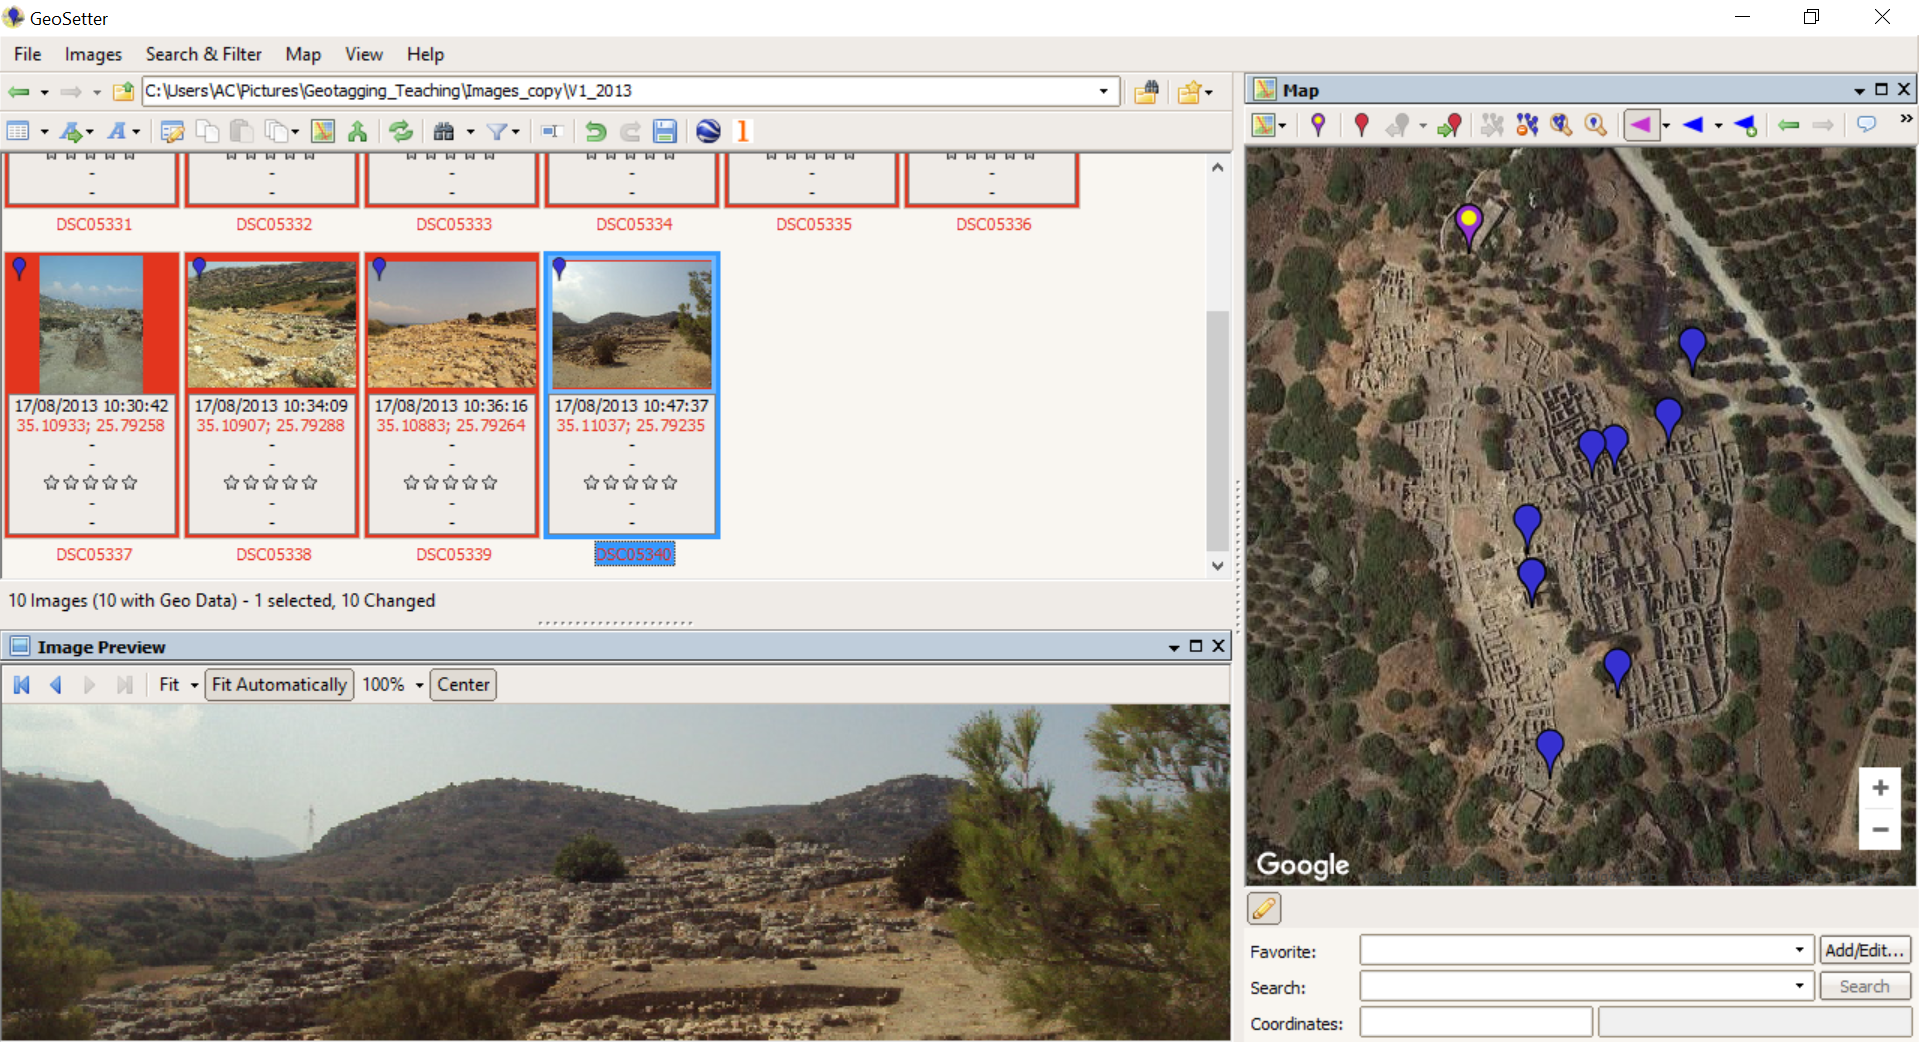 GeoSetter
File Images Search & Filter Map View Help
C:\Users\AC\Pictures\Geotagging_Teaching\Images_copy\V1_2013
DSC05331 DSC05332 DSC05333 DSC05334 DSC05335 DSC05336
17/08/2013 10:30:42 17/08/2013 10:34:09 17/08/2013 10:36:16 17/08/2013 10:47:37
35.10933; 25.79258 35.10907; 25.79288 35.10883; 25.79264 35.11037; 25.79235
DSC05337 DSC05338 DSC05339 DSC05340
10 Images (10 with Geo Data) - 1 selected, 10 Changed
Image Preview
Fit Fit Automatically 100% Center
Map
Google
Favorite: Add/Edit...
Search: Search
Coordinates: